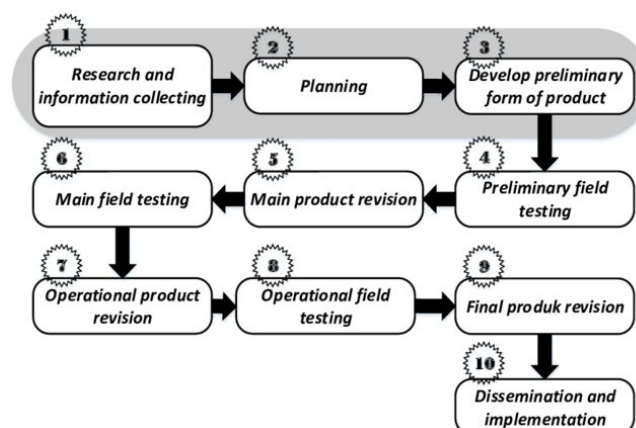 1
Research and
information collecting
2
Planning
3
Develop preliminary
form of product
4
Preliminary field
testing
5
Main product revision
6
Main field testing
7
Operational product
revision
8
Operational field
testing
9
Final produk revision
10
Dissemination and
implementation